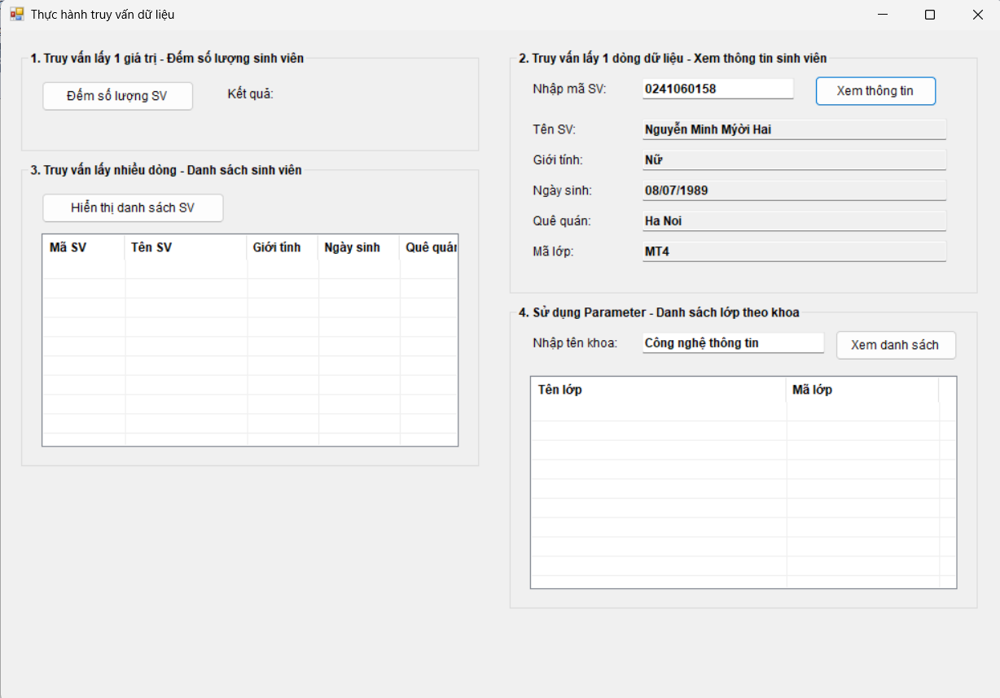 Thực hành truy vấn dữ liệu
1. Truy vấn lấy 1 giá trị - Đếm số lượng sinh viên
Đếm số lượng SV
Kết quả:
3. Truy vấn lấy nhiều dòng - Danh sách sinh viên
Hiển thị danh sách SV
Mã SV Tên SV Giới tính Ngày sinh Quê quán
2. Truy vấn lấy 1 dòng dữ liệu - Xem thông tin sinh viên
Nhập mã SV: 0241060158 Xem thông tin
Tên SV: Nguyễn Minh Mýời Hai
Giới tính: Nữ
Ngày sinh: 08/07/1989
Quê quán: Ha Noi
Mã lớp: MT4
4. Sử dụng Parameter - Danh sách lớp theo khoa
Nhập tên khoa: Công nghệ thông tin Xem danh sách
Tên lớp Mã lớp